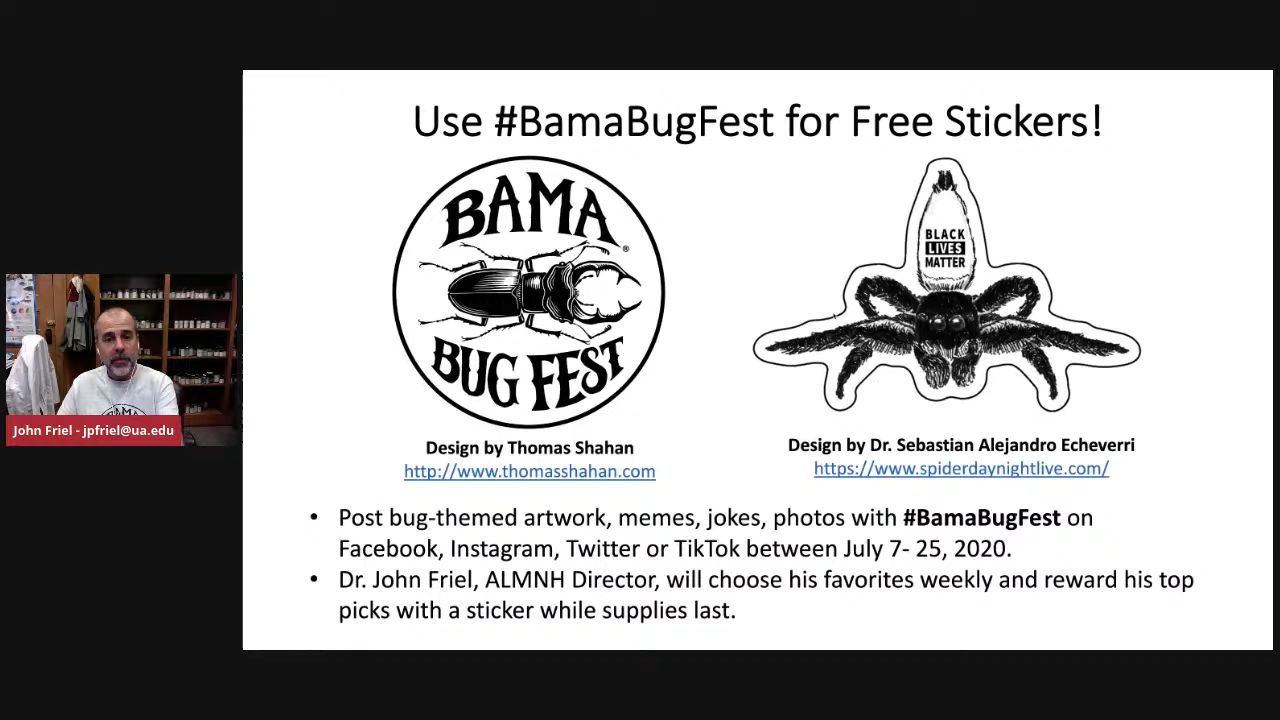 Use #BamaBugFest for Free Stickers!
BAMA
BUG FEST
®
BLACK
LIVES
MATTER
Design by Thomas Shahan
http://www.thomasshahan.com
Design by Dr. Sebastian Alejandro Echeverri
https://www.spiderdaynightlive.com/
John Friel - jpfriel@ua.edu
BAMA
• Post bug-themed artwork, memes, jokes, photos with #BamaBugFest on
Facebook, Instagram, Twitter or TikTok between July 7- 25, 2020.
• Dr. John Friel, ALMNH Director, will choose his favorites weekly and reward his top
picks with a sticker while supplies last.